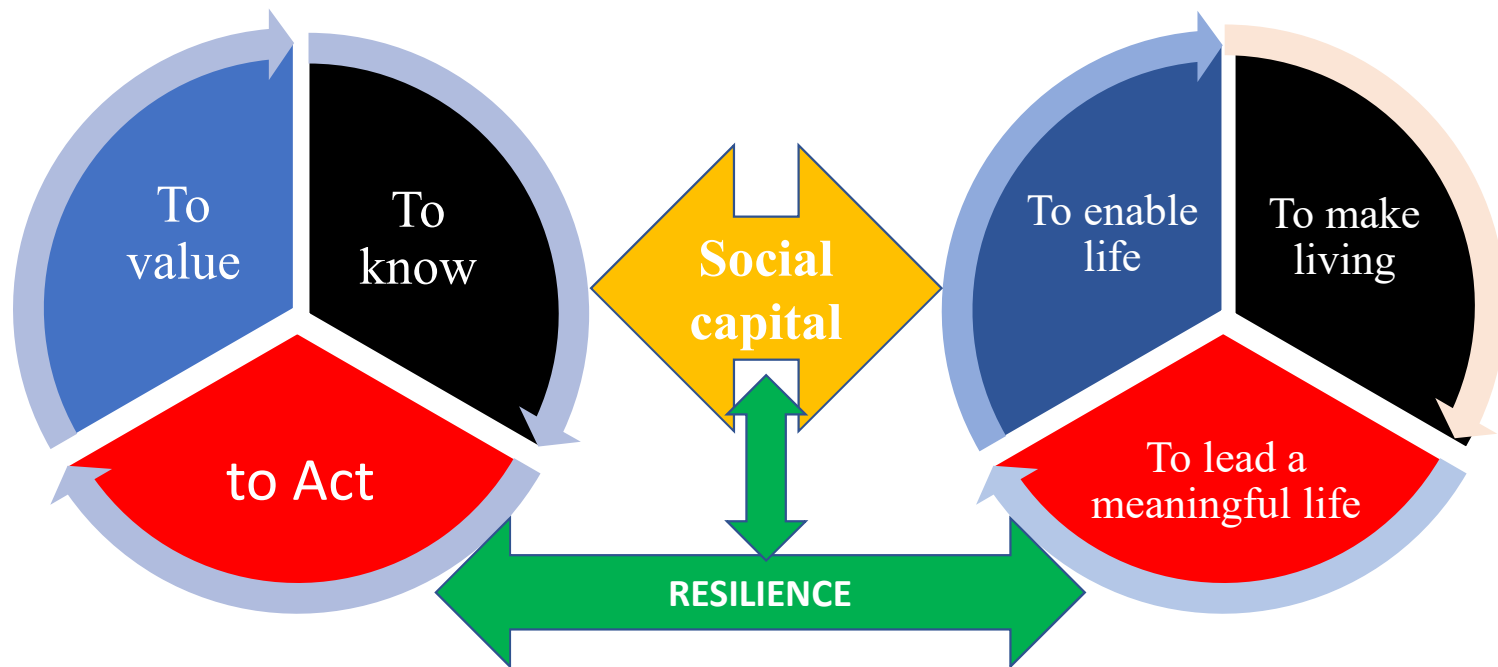 To
value
To
know
to Act
Social
capital
RESILIENCE
To enable
life
To make
living
To lead a
meaningful life